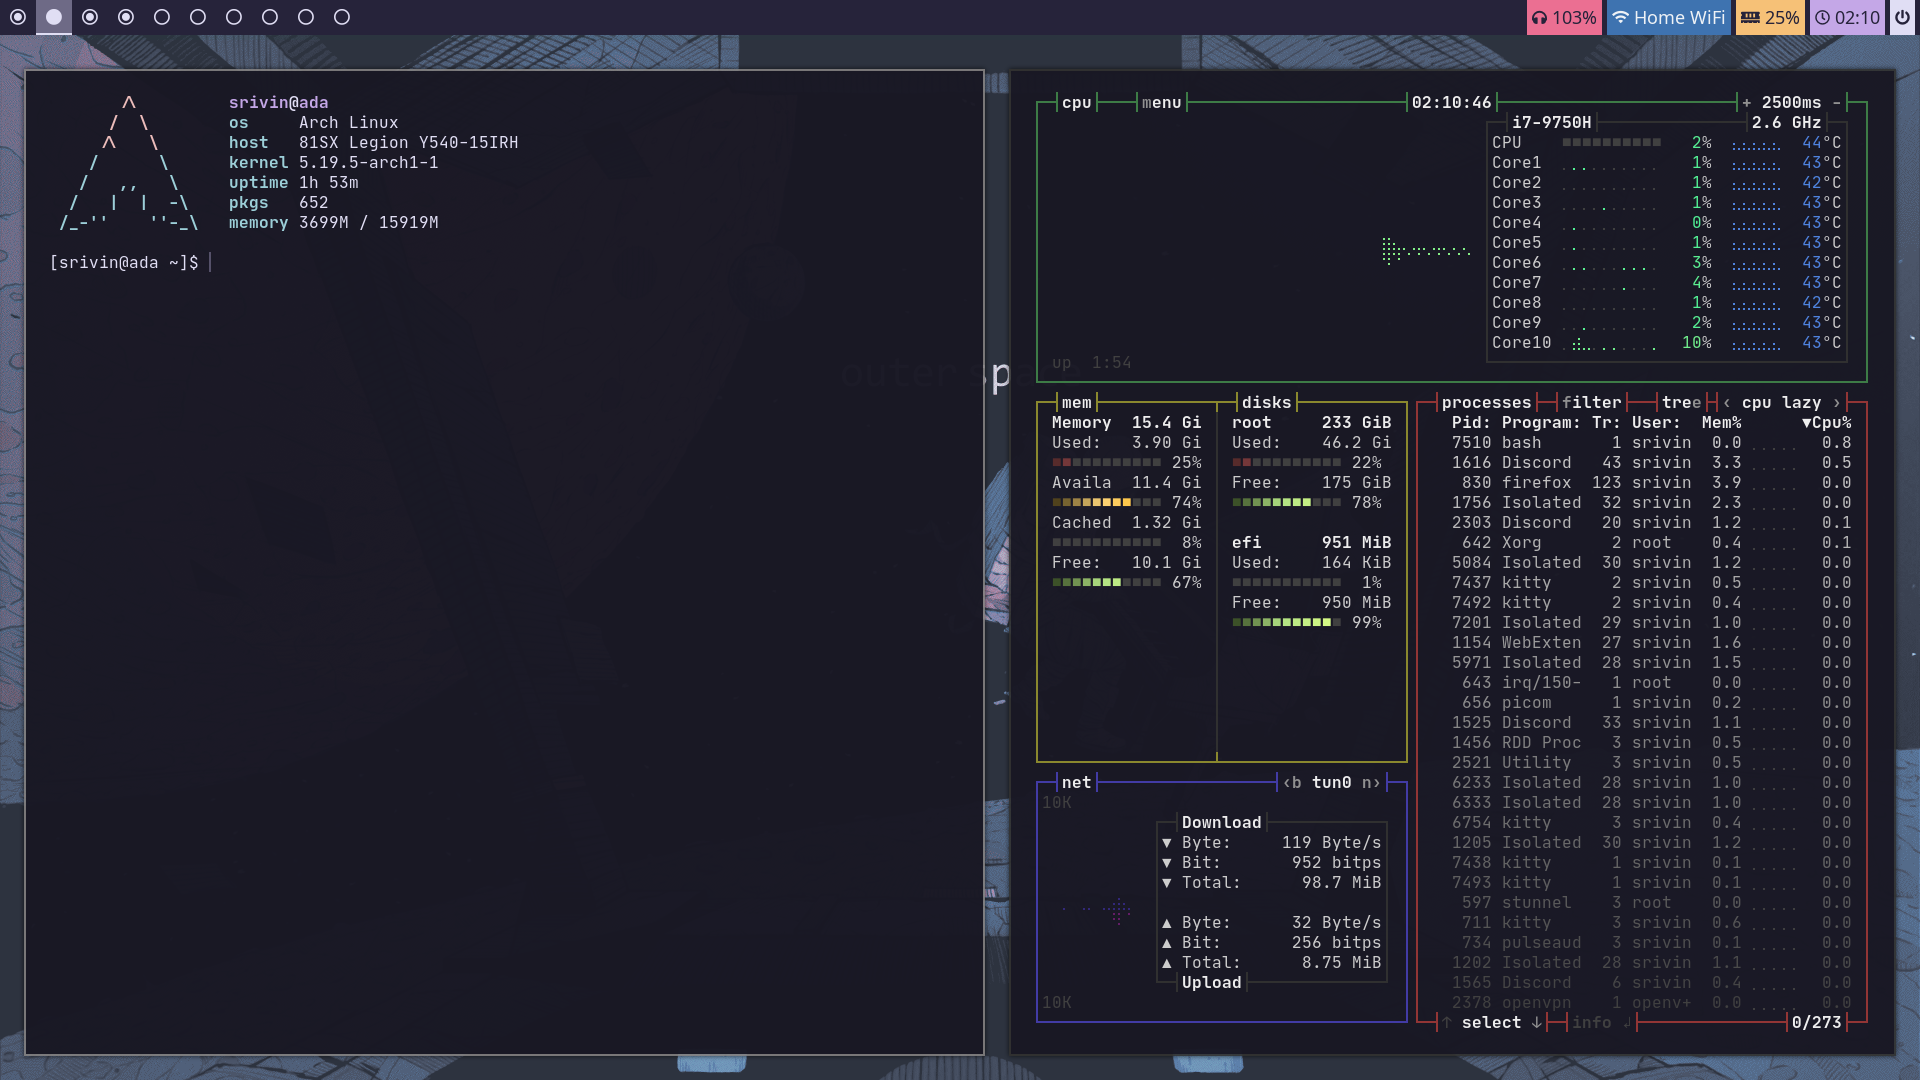 103% Home WiFi 25% 02:10
srivin@ada
os Arch Linux
host 81SX Legion Y540-15IRH
kernel 5.19.5-arch1-1
uptime 1h 53m
pkgs 652
memory 3699M / 15919M
[srivin@ada ~]$
outer space
cpu menu 02:10:46 + 2500ms -
i7-9750H 2.6 GHz
CPU 2% 44°C
Core1 1% 43°C
Core2 1% 42°C
Core3 1% 43°C
Core4 0% 43°C
Core5 1% 43°C
Core6 3% 43°C
Core7 4% 43°C
Core8 1% 42°C
Core9 2% 43°C
Core10 10% 43°C
up 1:54
mem
Memory 15.4 Gi
Used: 3.90 Gi
25%
Availa 11.4 Gi
74%
Cached 1.32 Gi
8%
Free: 10.1 Gi
67%
disks
root 233 GiB
Used: 46.2 Gi
22%
Free: 175 GiB
78%
efi 951 MiB
Used: 164 KiB
1%
Free: 950 MiB
99%
net ‹b tun0 n›
10K
Download
▼ Byte: 119 Byte/s
▼ Bit: 952 bitps
▼ Total: 98.7 MiB
▲ Byte: 32 Byte/s
▲ Bit: 256 bitps
▲ Total: 8.75 MiB
Upload
10K
processes filter tree ‹ cpu lazy ›
Pid: Program: Tr: User: Mem% ▼Cpu%
7510 bash 1 srivin 0.0 0.8
1616 Discord 43 srivin 3.3 0.5
830 firefox 123 srivin 3.9 0.0
1756 Isolated 32 srivin 2.3 0.0
2303 Discord 20 srivin 1.2 0.1
642 Xorg 2 root 0.4 0.1
5084 Isolated 30 srivin 1.2 0.0
7437 kitty 2 srivin 0.5 0.0
7492 kitty 2 srivin 0.4 0.0
7201 Isolated 29 srivin 1.0 0.0
1154 WebExten 27 srivin 1.6 0.0
5971 Isolated 28 srivin 1.5 0.0
643 irq/150- 1 root 0.0 0.0
656 picom 1 srivin 0.2 0.0
1525 Discord 33 srivin 1.1 0.0
1456 RDD Proc 3 srivin 0.5 0.0
2521 Utility 3 srivin 0.5 0.0
6233 Isolated 28 srivin 1.0 0.0
6333 Isolated 28 srivin 1.0 0.0
6754 kitty 3 srivin 0.4 0.0
1205 Isolated 30 srivin 1.2 0.0
7438 kitty 1 srivin 0.1 0.0
7493 kitty 1 srivin 0.1 0.0
597 stunnel 3 root 0.0 0.0
711 kitty 3 srivin 0.6 0.0
734 pulseaud 3 srivin 0.1 0.0
1202 Isolated 28 srivin 1.1 0.0
1565 Discord 6 srivin 0.4 0.0
2378 openvpn 1 openv+ 0.0 0.0
↑ select ↓ info ↲ 0/273